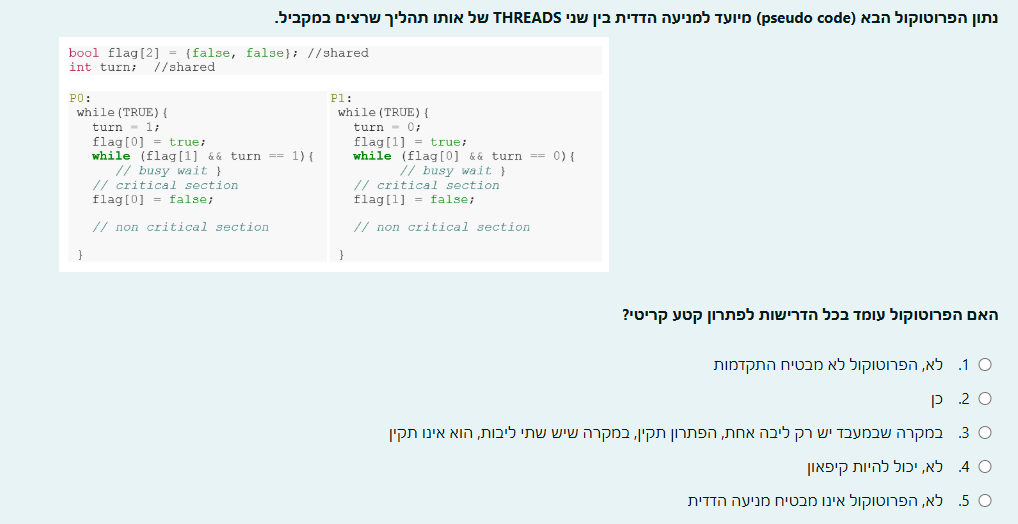 נתון הפרוטוקול הבא (pseudo code) מיועד למניעה הדדית בין שני THREADS של אותו תהליך שרצים במקביל.
bool flag[2] = {false, false}; //shared
int turn;  //shared
P0:
while(TRUE){
turn = 1;
flag[0] = true;
while (flag[1] && turn == 1){
// busy wait }
// critical section
flag[0] = false;
// non critical section
}
P1:
while(TRUE){
turn = 0;
flag[1] = true;
while (flag[0] && turn == 0){
// busy wait }
// critical section
flag[1] = false;
// non critical section
}
האם הפרוטוקול עומד בכל הדרישות לפתרון קטע קריטי?
1. לא, הפרוטוקול לא מבטיח התקדמות
2. כן
3. במקרה שבמעבד יש רק ליבה אחת, הפתרון תקין, במקרה שיש שתי ליבות, הוא אינו תקין
4. לא, יכול להיות קיפאון
5. לא, הפרוטוקול אינו מבטיח מניעה הדדית